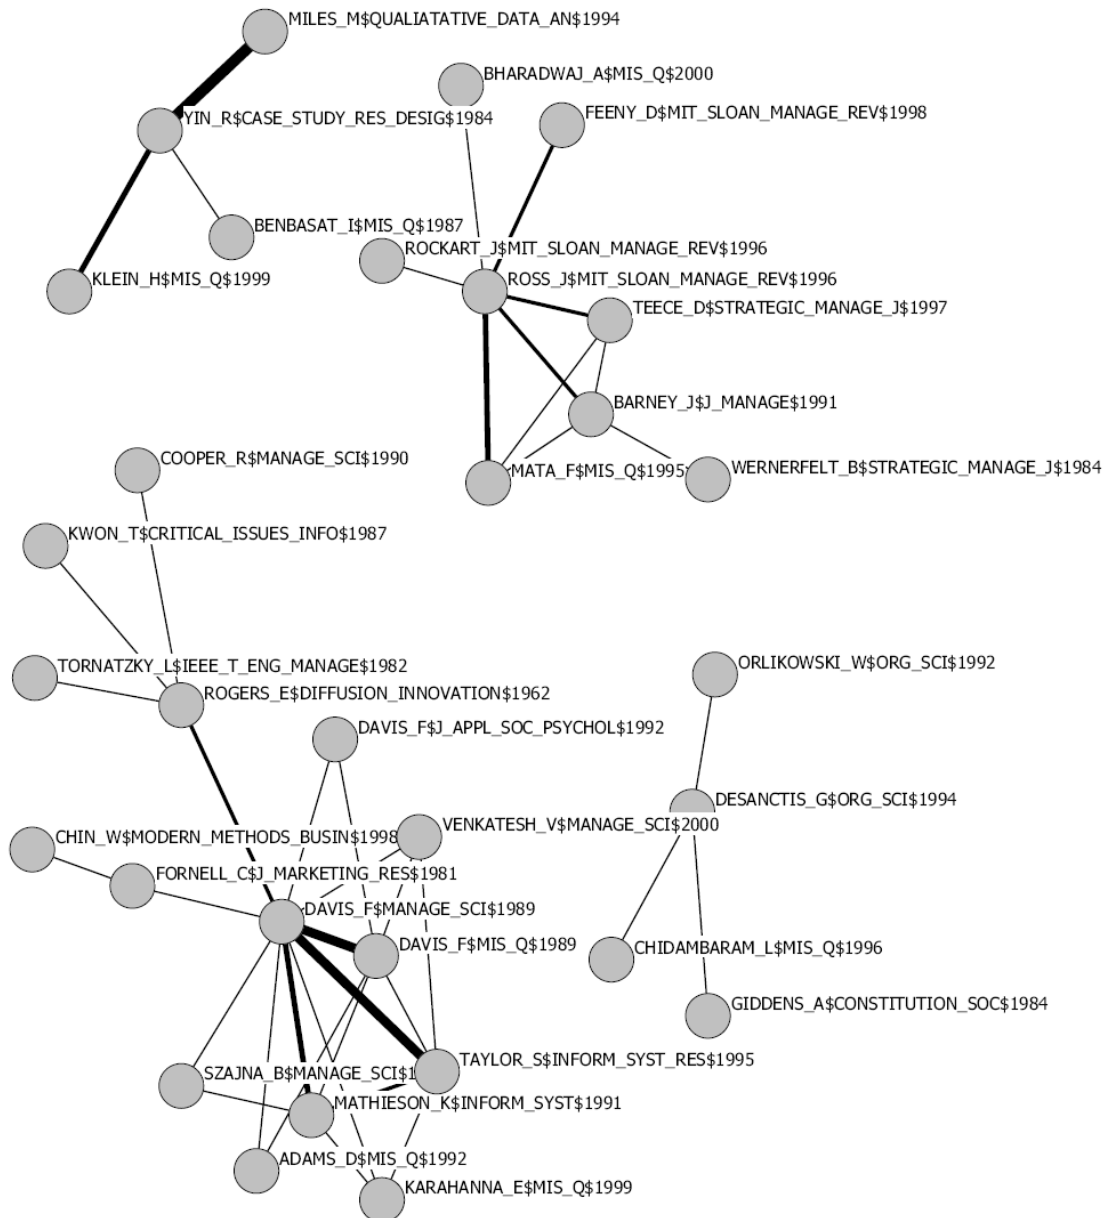 MILES_M$QUALIATATIVE_DATA_AN$1994
BHARADWAJ_A$MIS_Q$2000
FEENY_D$MIT_SLOAN_MANAGE_REV$1998
YIN_R$CASE_STUDY_RES_DESIG$1984
BENBASAT_I$MIS_Q$1987
ROCKART_J$MIT_SLOAN_MANAGE_REV$1996
KLEIN_H$MIS_Q$1999
ROSS_J$MIT_SLOAN_MANAGE_REV$1996
TEECE_D$STRATEGIC_MANAGE_J$1997
BARNEY_J$J_MANAGE$1991
COOPER_R$MANAGE_SCI$1990
MATA_F$MIS_Q$1995
WERNERFELT_B$STRATEGIC_MANAGE_J$1984
KWON_T$CRITICAL_ISSUES_INFO$1987
TORNATZKY_L$IEEE_T_ENG_MANAGE$1982
ORLIKOWSKI_W$ORG_SCI$1992
ROGERS_E$DIFFUSION_INNOVATION$1962
DAVIS_F$J_APPL_SOC_PSYCHOL$1992
DESANCTIS_G$ORG_SCI$1994
VENKATESH_V$MANAGE_SCI$2000
CHIN_W$MODERN_METHODS_BUSIN$1998
FORNELL_C$J_MARKETING_RES$1981
DAVIS_F$MANAGE_SCI$1989
DAVIS_F$MIS_Q$1989
CHIDAMBARAM_L$MIS_Q$1996
GIDDENS_A$CONSTITUTION_SOC$1984
TAYLOR_S$INFORM_SYST_RES$1995
SZAJNA_B$MANAGE_SCI$1
MATHIESON_K$INFORM_SYST$1991
ADAMS_D$MIS_Q$1992
KARAHANNA_E$MIS_Q$1999